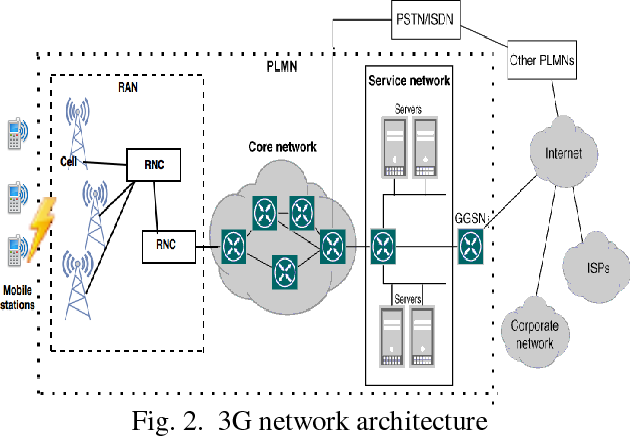 PSTN/ISDN
PLMN
Other PLMNs
RAN
Service network
Servers
Cell
RNC
Core network
Internet
GGSN
RNC
ISPs
Mobile
stations
Servers
Corporate
network
Fig. 2. 3G network architecture